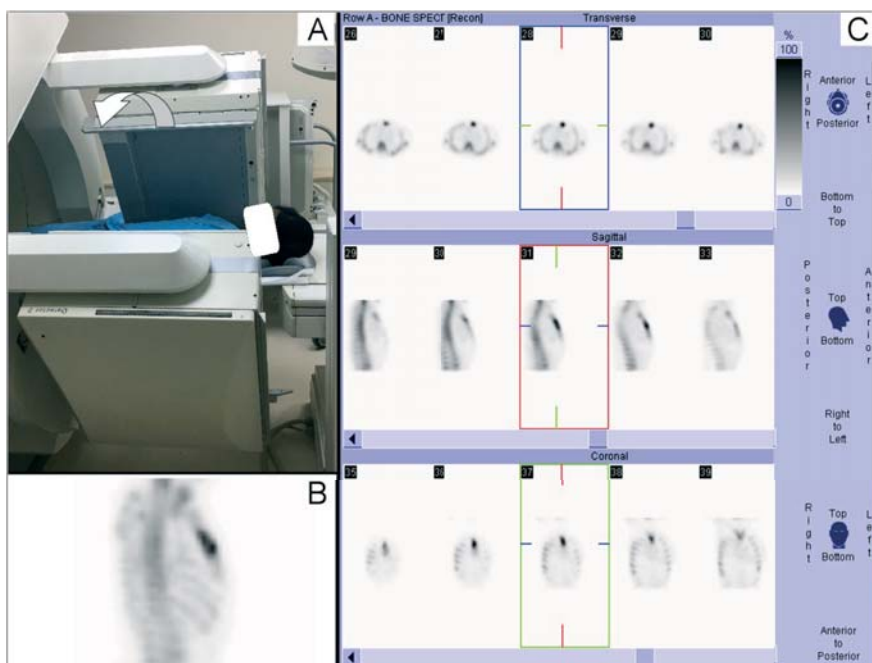 A
B
C
Row A - BONE SPECT [Recon]
Transverse
26
28
29
30
%
100
0
Right
Anterior
Posterior
Left
Bottom
to
Top
Sagittal
29
30
31
32
33
Posterior
Top
Bottom
Anterior
Right
to
Left
Coronal
35
36
37
38
39
Right
Top
Bottom
Left
Anterior
to
Posterior